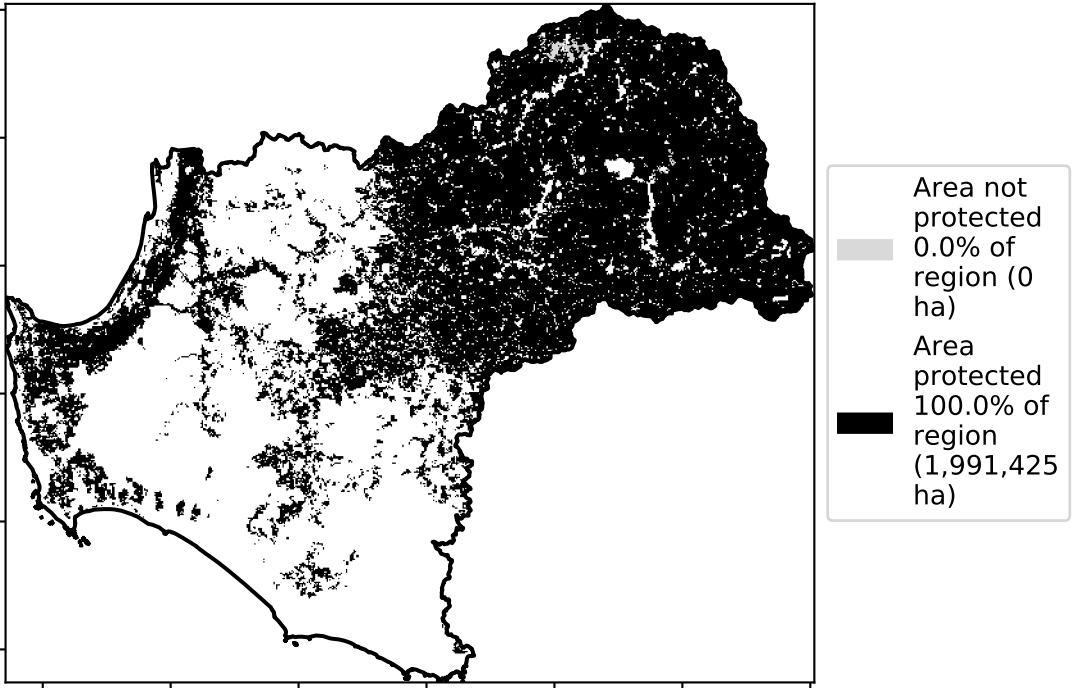 Area not
protected
0.0% of
region (0
ha)
Area
protected
100.0% of
region
(1,991,425
ha)